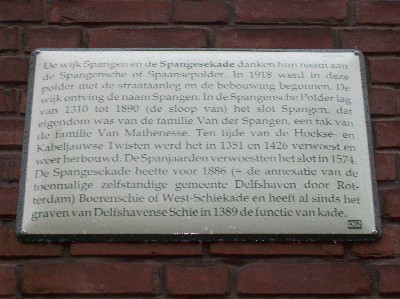 De wijk Spangen en de Spangesekade danken hun naam aan
de Spangensche of Spaansepolder. In 1918 werd in deze
polder met de strataanleg en de bebouwing begonnen. De
wijk ontving de naam Spangen. In de Spangensche Polder lag
van 1310 tot 1890 (de sloop van) het slot Spangen, dat
eigendom was van de familie Van der Spangen, een tak van
de familie Van Mathenesse. Ten tijde van de Hoekse- en
Kabeljauwse Twisten werd het in 1351 en 1426 verwoest en
weer herbouwd. De Spanjaarden verwoestten het slot in 1574.
De Spangesekade heette voor 1886 (= de annexatie van de
toenmalige zelfstandige gemeente Delfshaven door Rot-
terdam) Boerenschie of West-Schiekade en heeft al sinds het
graven van Delfshavense Schie in 1389 de functie van kade.